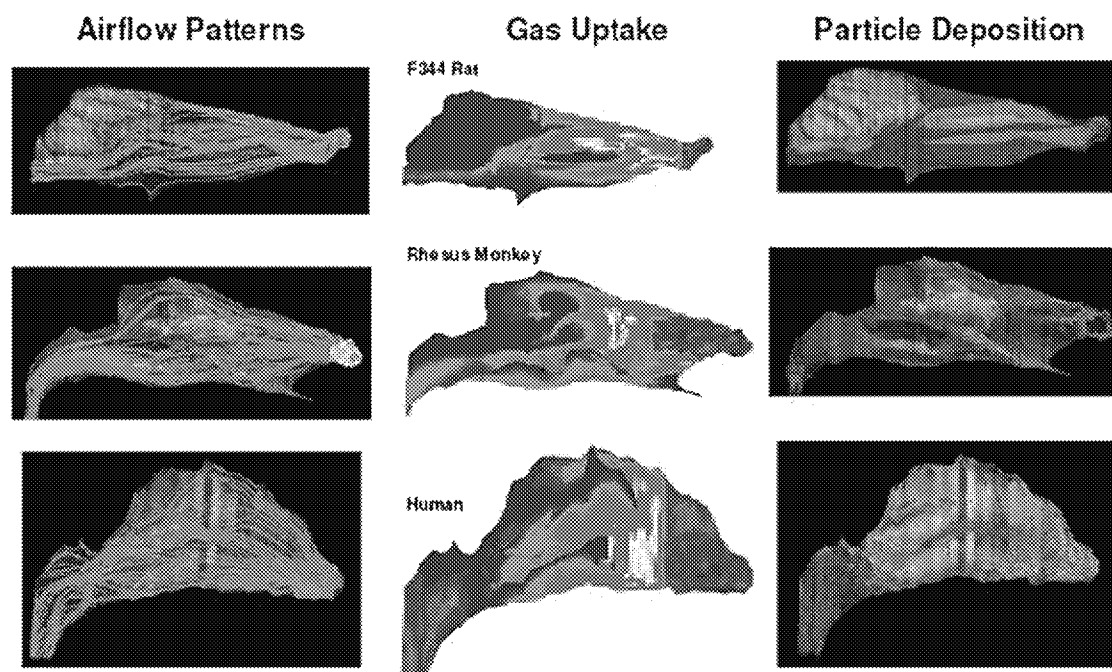 Airflow Patterns
Gas Uptake
Particle Deposition
F344 Rat
Rhesus Monkey
Human